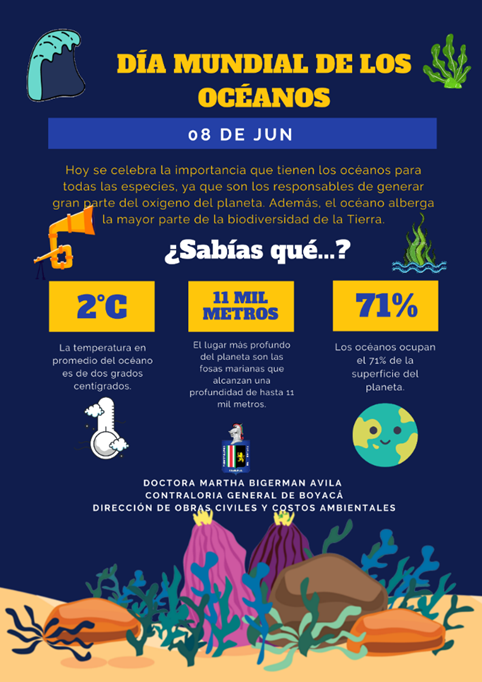 DÍA MUNDIAL DE LOS
OCÉANOS
08 DE JUN
Hoy se celebra la importancia que tienen los océanos para
todas las especies, ya que son los responsables de generar
gran parte del oxigeno del planeta. Además, el océano alberga
la mayor parte de la biodiversidad de la Tierra.
¿Sabías qué...?
2°C
La temperatura en
promedio del océano
es de dos grados
centígrados.
11 MIL
METROS
El lugar más profundo
del planeta son las
fosas marianas que
alcanzan una
profundidad de hasta 11
mil metros.
71%
Los océanos ocupan
el 71% de la
superficie del
planeta.
DOCTORA MARTHA BIGERMAN AVILA
CONTRALORIA GENERAL DE BOYACÁ
DIRECCIÓN DE OBRAS CIVILES Y COSTOS AMBIENTALES